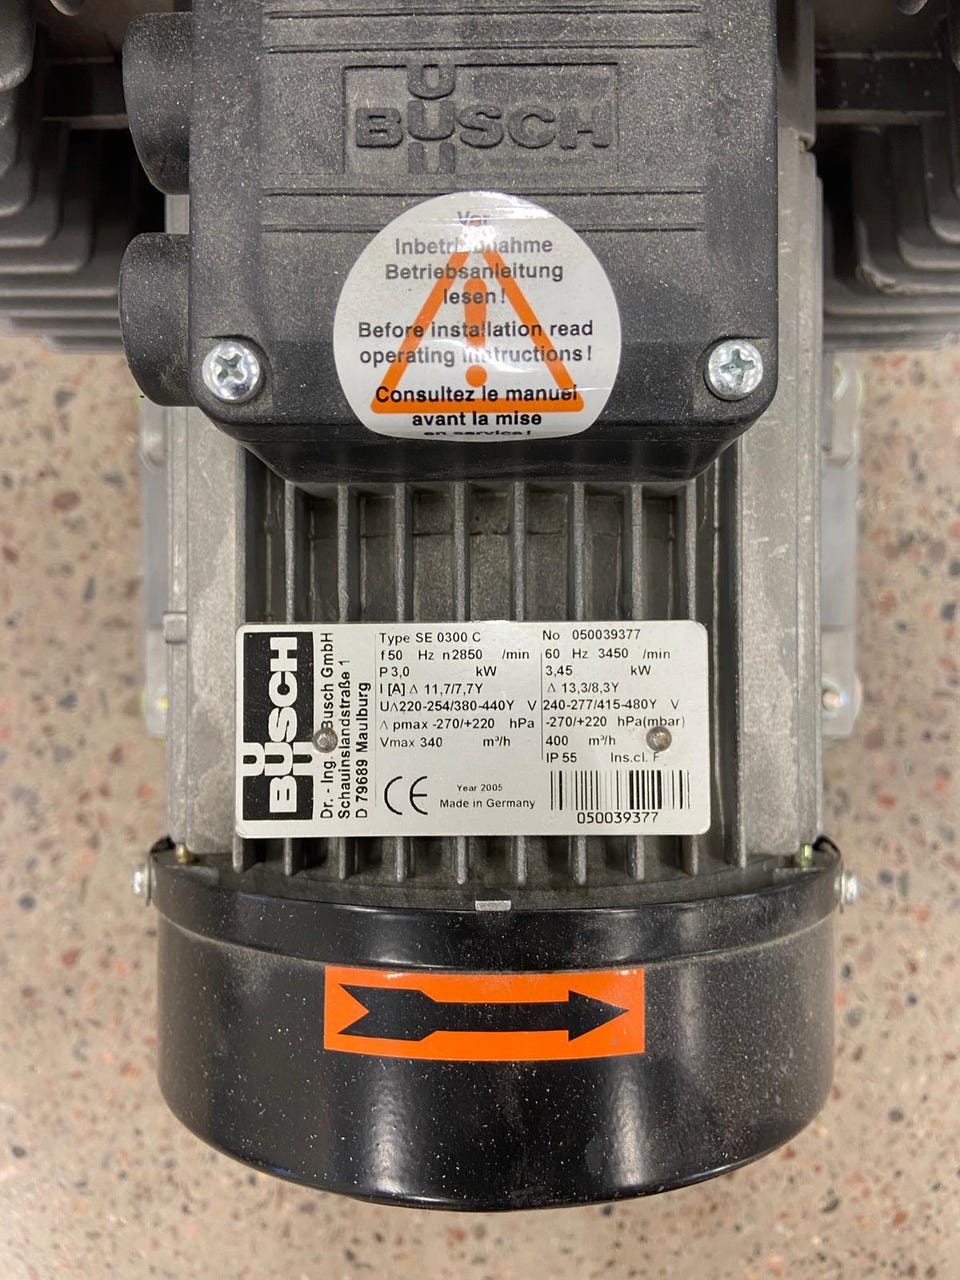 BUSCH
Vor
Inbetriebnahme
Betriebsanleitung
lesen!
Before installation read
operating instructions!
Consultez le manuel
avant la mise
en service!
BUSCH
Dr. - Ing. Busch GmbH
Schauinslandstraße 1
D 79689 Maulburg
Type SE 0300 C No 050039377
f 50 Hz n 2850 /min 60 Hz 3450 /min
P 3,0 kW 3,45 kW
I [A] Δ 11,7/7,7Y Δ 13,3/8,3Y
UΔ220-254/380-440Y V 240-277/415-480Y V
Δ pmax -270/+220 hPa -270/+220 hPa(mbar)
Vmax 340 m³/h 400 m³/h
IP 55 Ins.cl. F
CE
Year 2005
Made in Germany
050039377